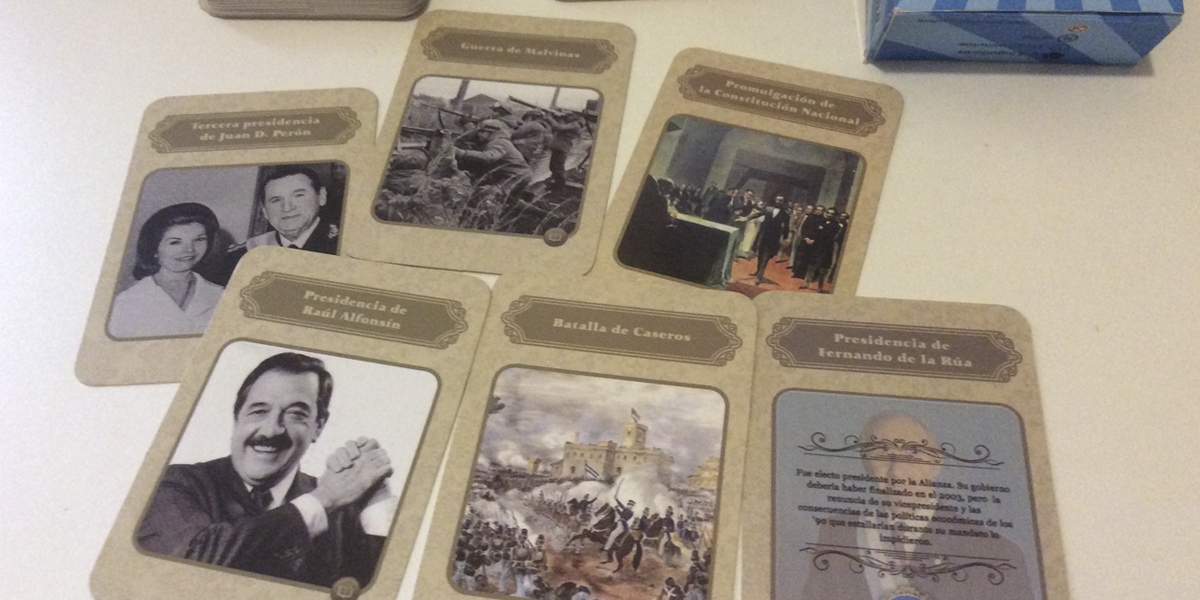 Guerra de Malvinas
Promulgación de
la Constitución Nacional
Tercera presidencia
de Juan D. Perón
Presidencia de
Raúl Alfonsín
Batalla de Caseros
Presidencia de
Fernando de la Rúa
Fue electo presidente por la Alianza. Su gobierno
debería haber finalizado en el 2003, pero la
renuncia de su vicepresidente y las
consecuencias de las políticas económicas de los
'90 que estallarían durante su mandato lo
impidieron.